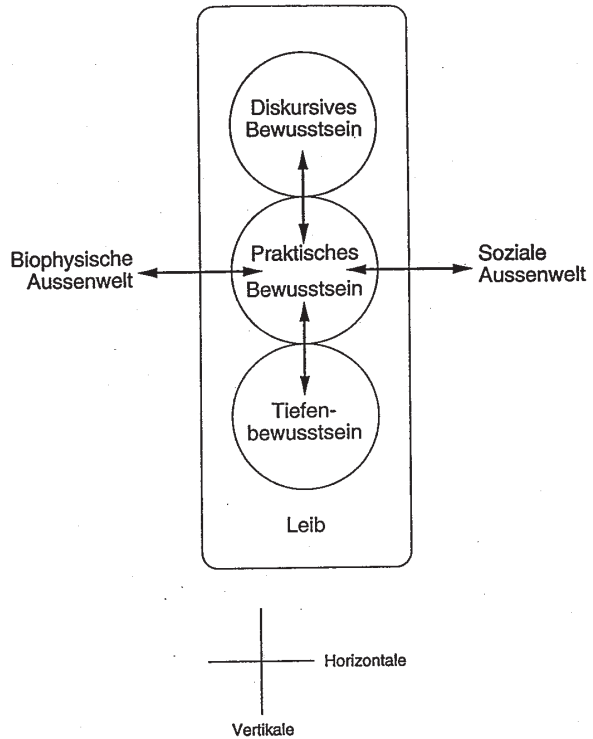 Diskursives
Bewusstsein
Biophysische
Aussenwelt
Praktisches
Bewusstsein
Soziale
Aussenwelt
Tiefen-
bewusstsein
Leib
Horizontale
Vertikale